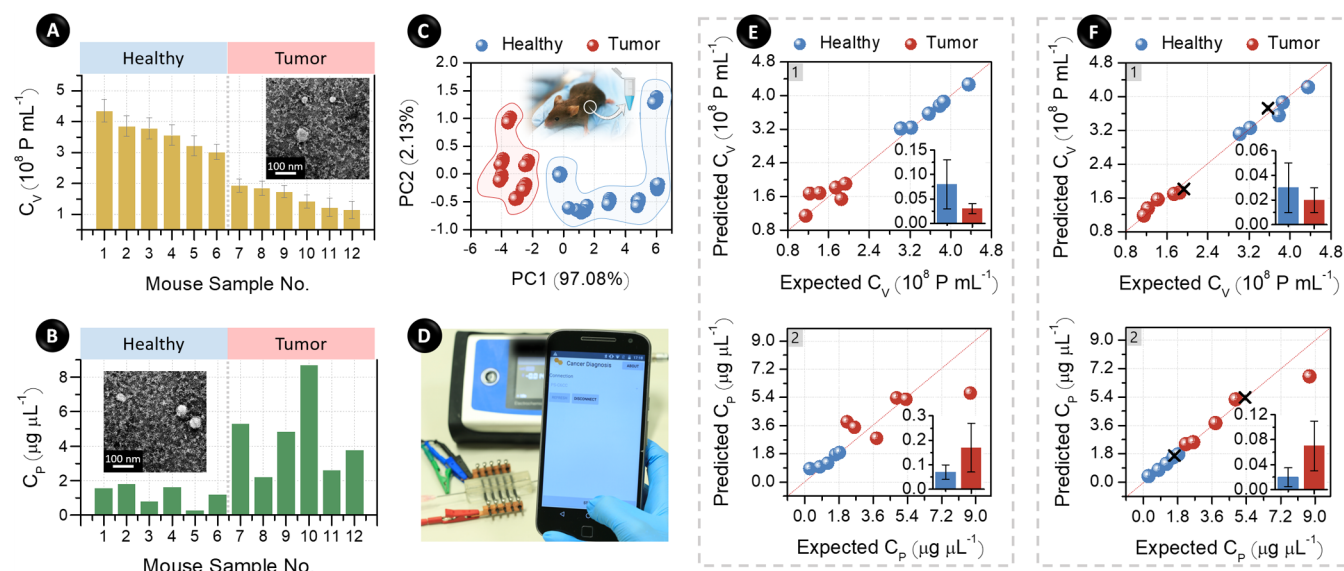 A
Healthy Tumor
5
4
3
2
1
C_V (10^8 P mL^-1)
100 nm
1 2 3 4 5 6 7 8 9 10 11 12
Mouse Sample No.
B
Healthy Tumor
8
6
4
2
0
C_P (μg μL^-1)
100 nm
1 2 3 4 5 6 7 8 9 10 11 12
Mouse Sample No
C
Healthy Tumor
2.0
1.5
1.0
0.5
0.0
-0.5
-1.0
PC2 (2.13%)
-6 -4 -2 0 2 4 6
PC1 (97.08%)
D
Cancer Diagnosis ABOUT
Connection
DISCONNECT
E
Healthy Tumor
1
4.8
4.0
3.2
2.4
1.6
0.8
Predicted C_V (10^8 P mL^-1)
0.15
0.10
0.05
0.00
0.8 1.6 2.4 3.2 4.0 4.8
Expected C_V (10^8 P mL^-1)
2
9.0
7.2
5.4
3.6
1.8
0.0
Predicted C_P (μg μL^-1)
0.3
0.2
0.1
0.0
0.0 1.8 3.6 5.4 7.2 9.0
Expected C_P (μg μL^-1)
F
Healthy Tumor
1
4.8
4.0
3.2
2.4
1.6
0.8
Predicted C_V (10^8 P mL^-1)
0.06
0.04
0.02
0.00
0.8 1.6 2.4 3.2 4.0 4.8
Expected C_V (10^8 P mL^-1)
2
9.0
7.2
5.4
3.6
1.8
0.0
Predicted C_P (μg μL^-1)
0.12
0.08
0.04
0.00
0.0 1.8 3.6 5.4 7.2 9.0
Expected C_P (μg μL^-1)